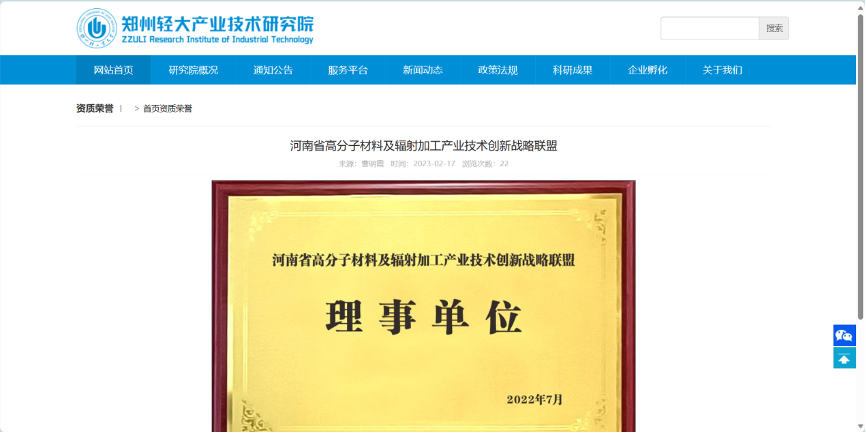 郑州轻大产业技术研究院
ZZULI Research Institute of Industrial Technology
搜索
网站首页 研究院概况 通知公告 服务平台 新闻动态 政策法规 科研成果 企业孵化 关于我们
资质荣誉 | > 首页资质荣誉
河南省高分子材料及辐射加工产业技术创新战略联盟
来源：曹明霞 时间：2023-02-17 浏览次数：22
河南省高分子材料及辐射加工产业技术创新战略联盟
理事单位
2022年7月